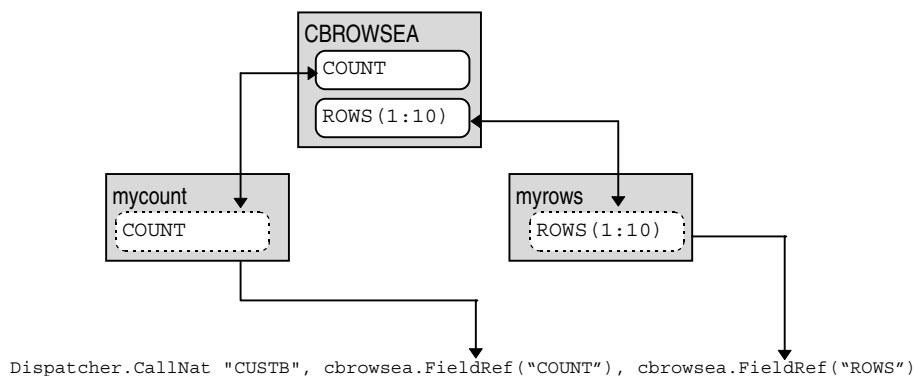 CBROWSEA
COUNT
ROWS(1:10)
mycount
COUNT
myrows
ROWS(1:10)
Dispatcher.CallNat "CUSTB", cbrowsea.FieldRef(“COUNT”), cbrowsea.FieldRef(“ROWS”)